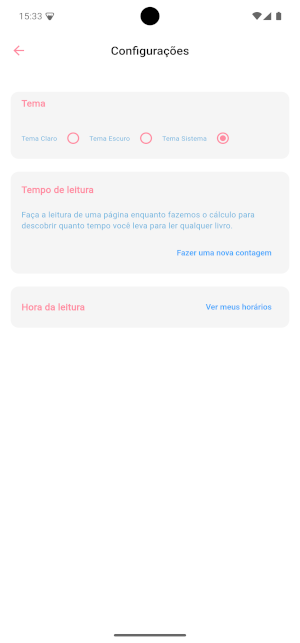 15:33
Configurações
Tema
Tema Claro
Tema Escuro
Tema Sistema
Tempo de leitura
Faça a leitura de uma página enquanto fazemos o cálculo para
descobrir quanto tempo você leva para ler qualquer livro.
Fazer uma nova contagem
Hora da leitura
Ver meus horários